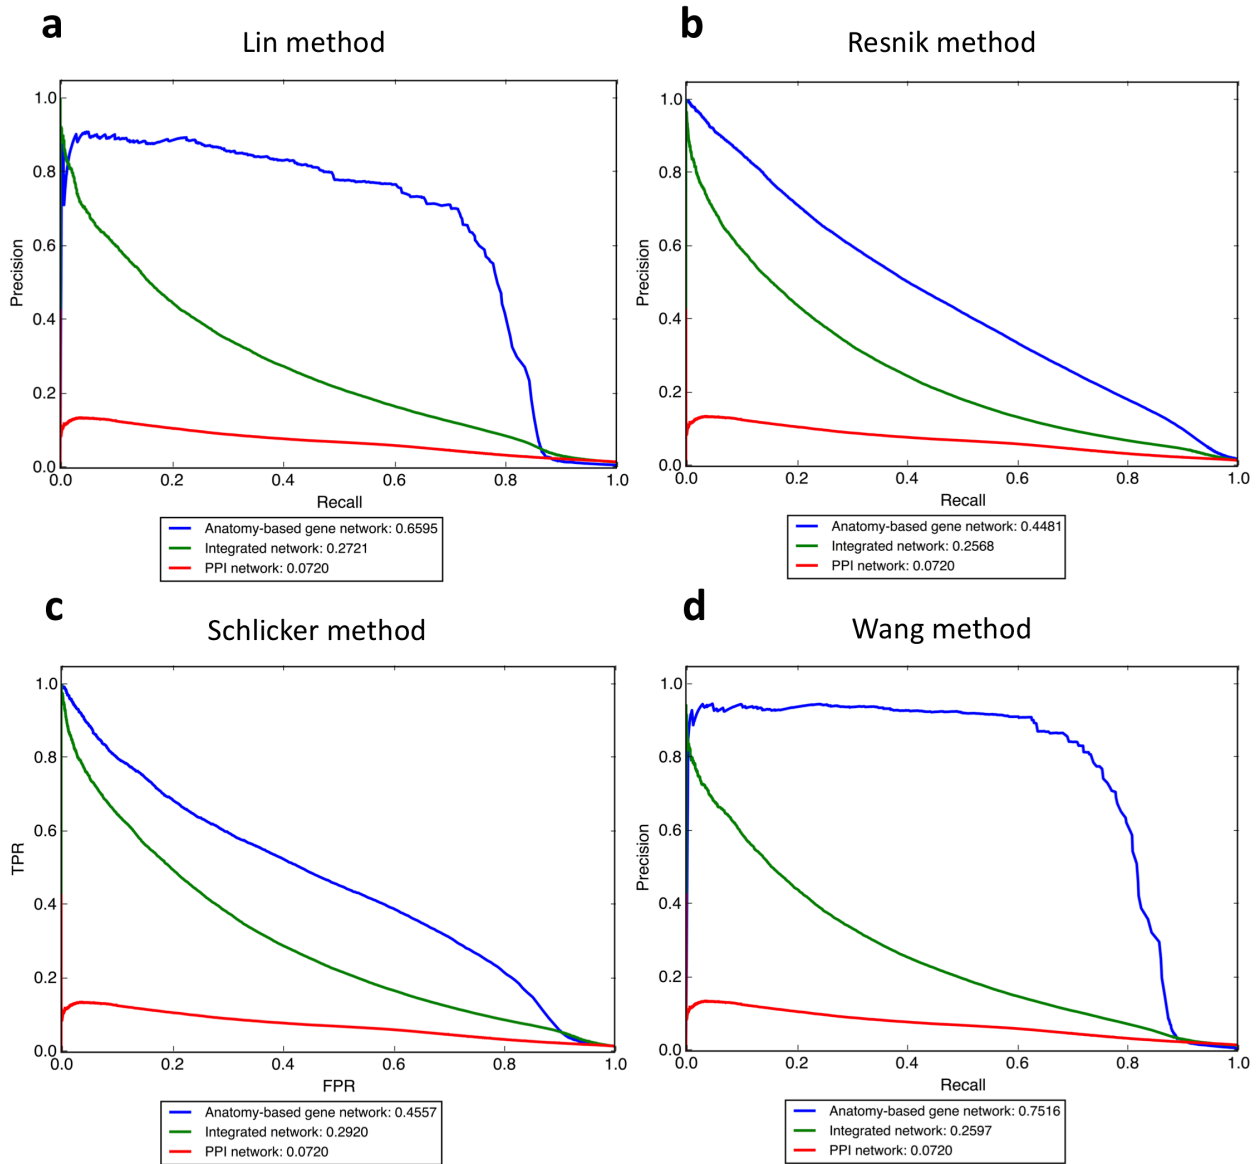 a
Lin method
1.0
0.8
0.6
0.4
0.2
0.0
Precision
0.0 0.2 0.4 0.6 0.8 1.0
Recall
Anatomy-based gene network: 0.6595
Integrated network: 0.2721
PPI network: 0.0720
b
Resnik method
1.0
0.8
0.6
0.4
0.2
0.0
Precision
0.0 0.2 0.4 0.6 0.8 1.0
Recall
Anatomy-based gene network: 0.4481
Integrated network: 0.2568
PPI network: 0.0720
c
Schlicker method
1.0
0.8
0.6
0.4
0.2
0.0
TPR
0.0 0.2 0.4 0.6 0.8 1.0
FPR
Anatomy-based gene network: 0.4557
Integrated network: 0.2920
PPI network: 0.0720
d
Wang method
1.0
0.8
0.6
0.4
0.2
0.0
Precision
0.0 0.2 0.4 0.6 0.8 1.0
Recall
Anatomy-based gene network: 0.7516
Integrated network: 0.2597
PPI network: 0.0720